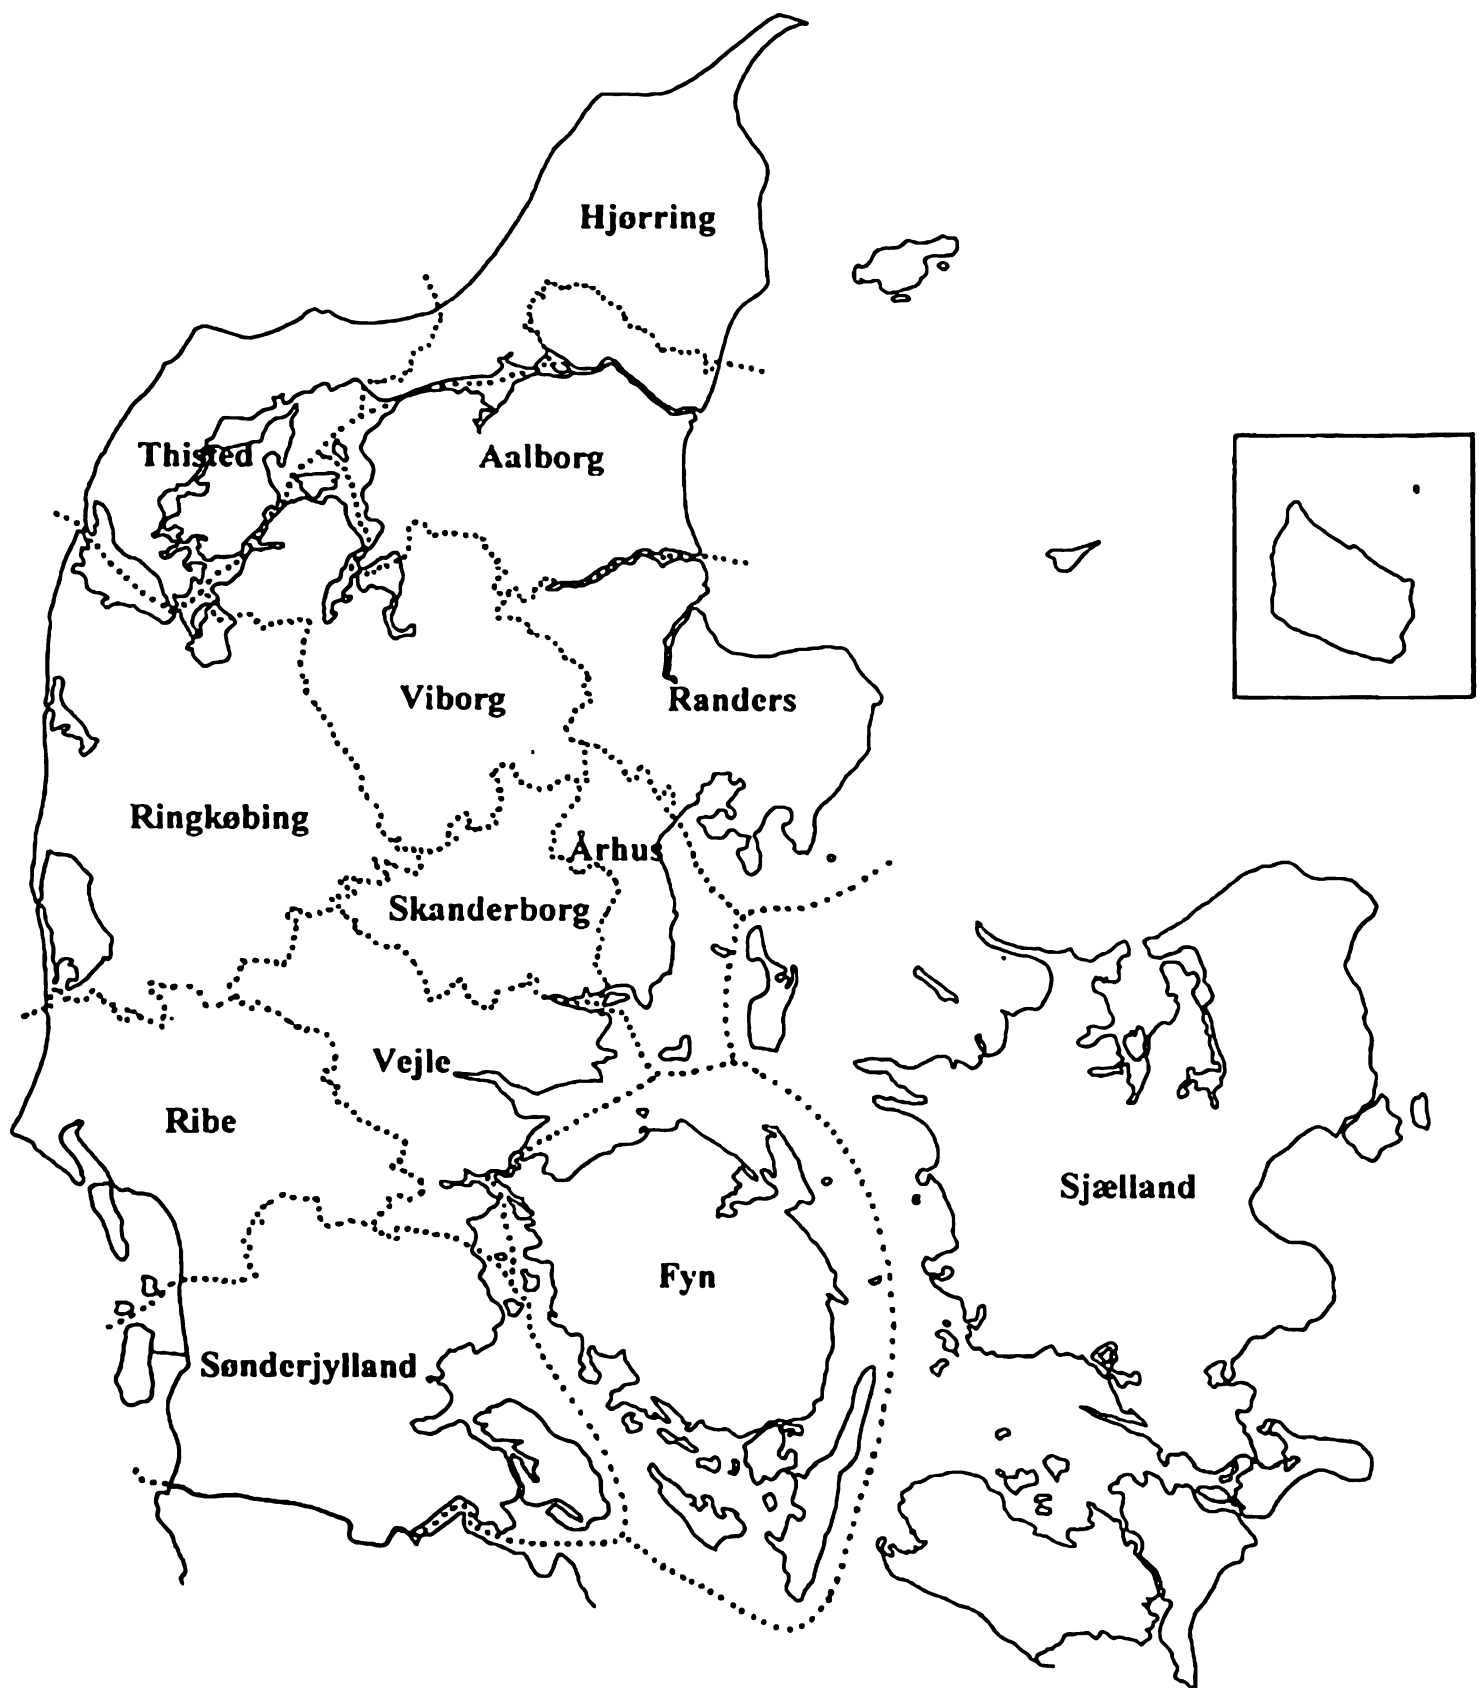 Hjørring
Thisted
Aalborg
Viborg
Randers
Ringkøbing
Århus
Skanderborg
Vejle
Ribe
Sjælland
Fyn
Sønderjylland